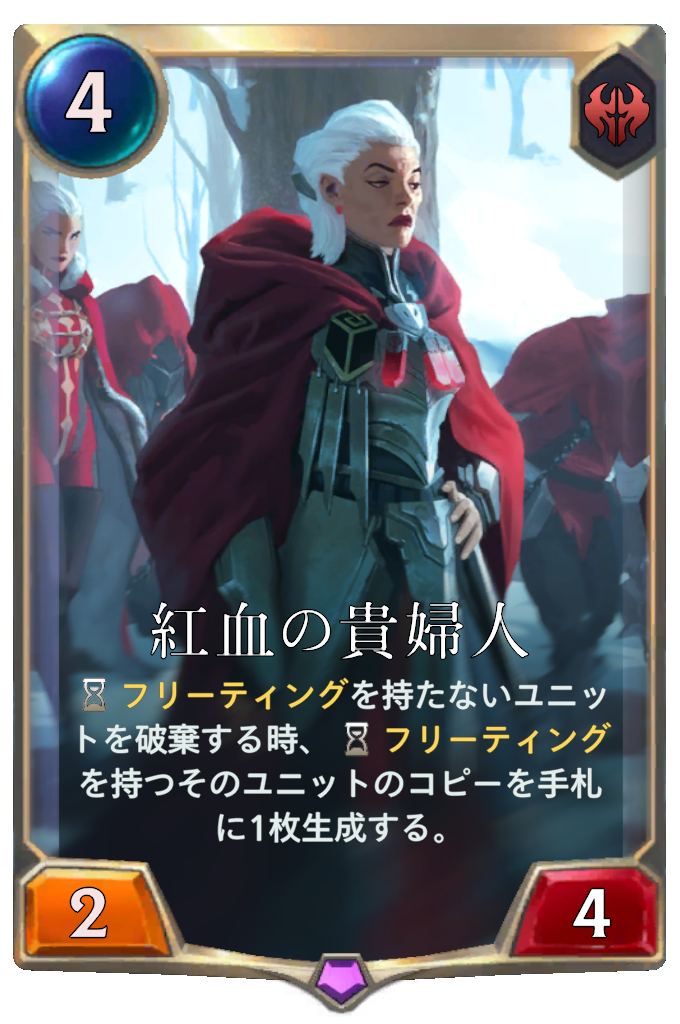 4
紅血の貴婦人
フリーティングを持たないユニッ
トを破棄する時、 フリーティング
を持つそのユニットのコピーを手札
に1枚生成する。
2
4